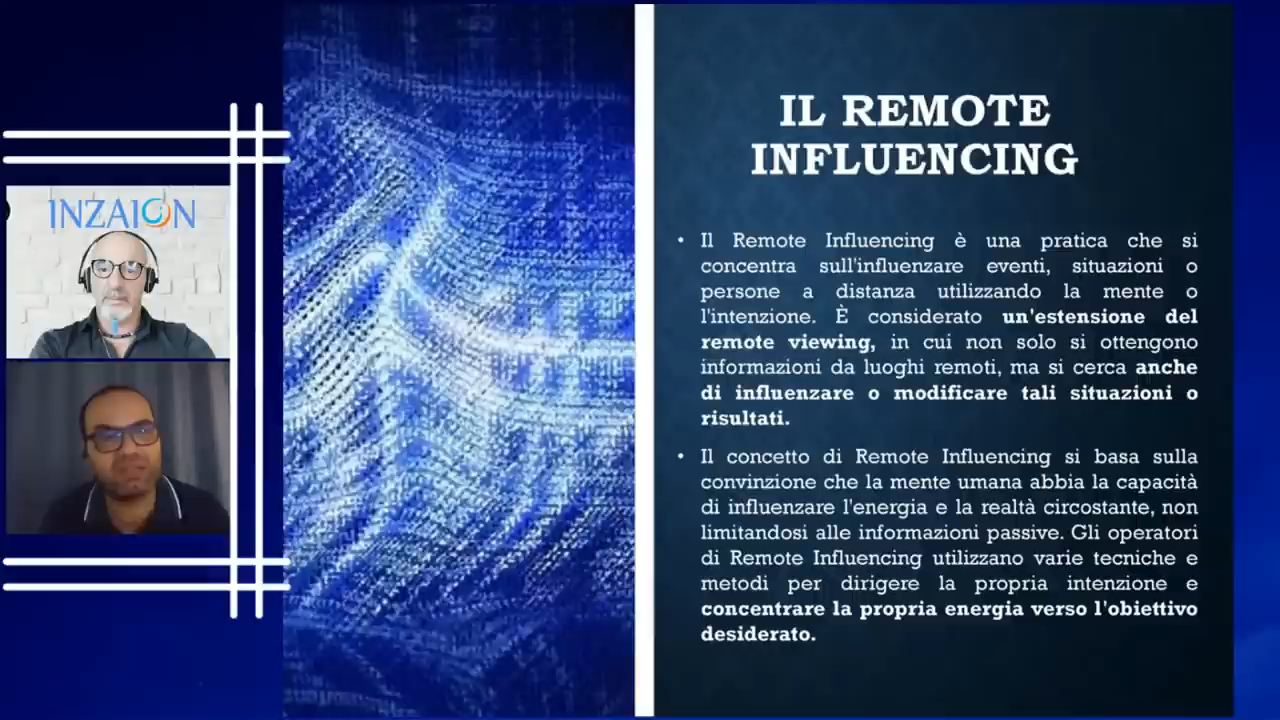 INZAION
IL REMOTE
INFLUENCING
• Il Remote Influencing è una pratica che si
concentra sull'influenzare eventi, situazioni o
persone a distanza utilizzando la mente o
l'intenzione. È considerato un'estensione del
remote viewing, in cui non solo si ottengono
informazioni da luoghi remoti, ma si cerca anche
di influenzare o modificare tali situazioni o
risultati.
• Il concetto di Remote Influencing si basa sulla
convinzione che la mente umana abbia la capacità
di influenzare l'energia e la realtà circostante, non
limitandosi alle informazioni passive. Gli operatori
di Remote Influencing utilizzano varie tecniche e
metodi per dirigere la propria intenzione e
concentrare la propria energia verso l'obiettivo
desiderato.